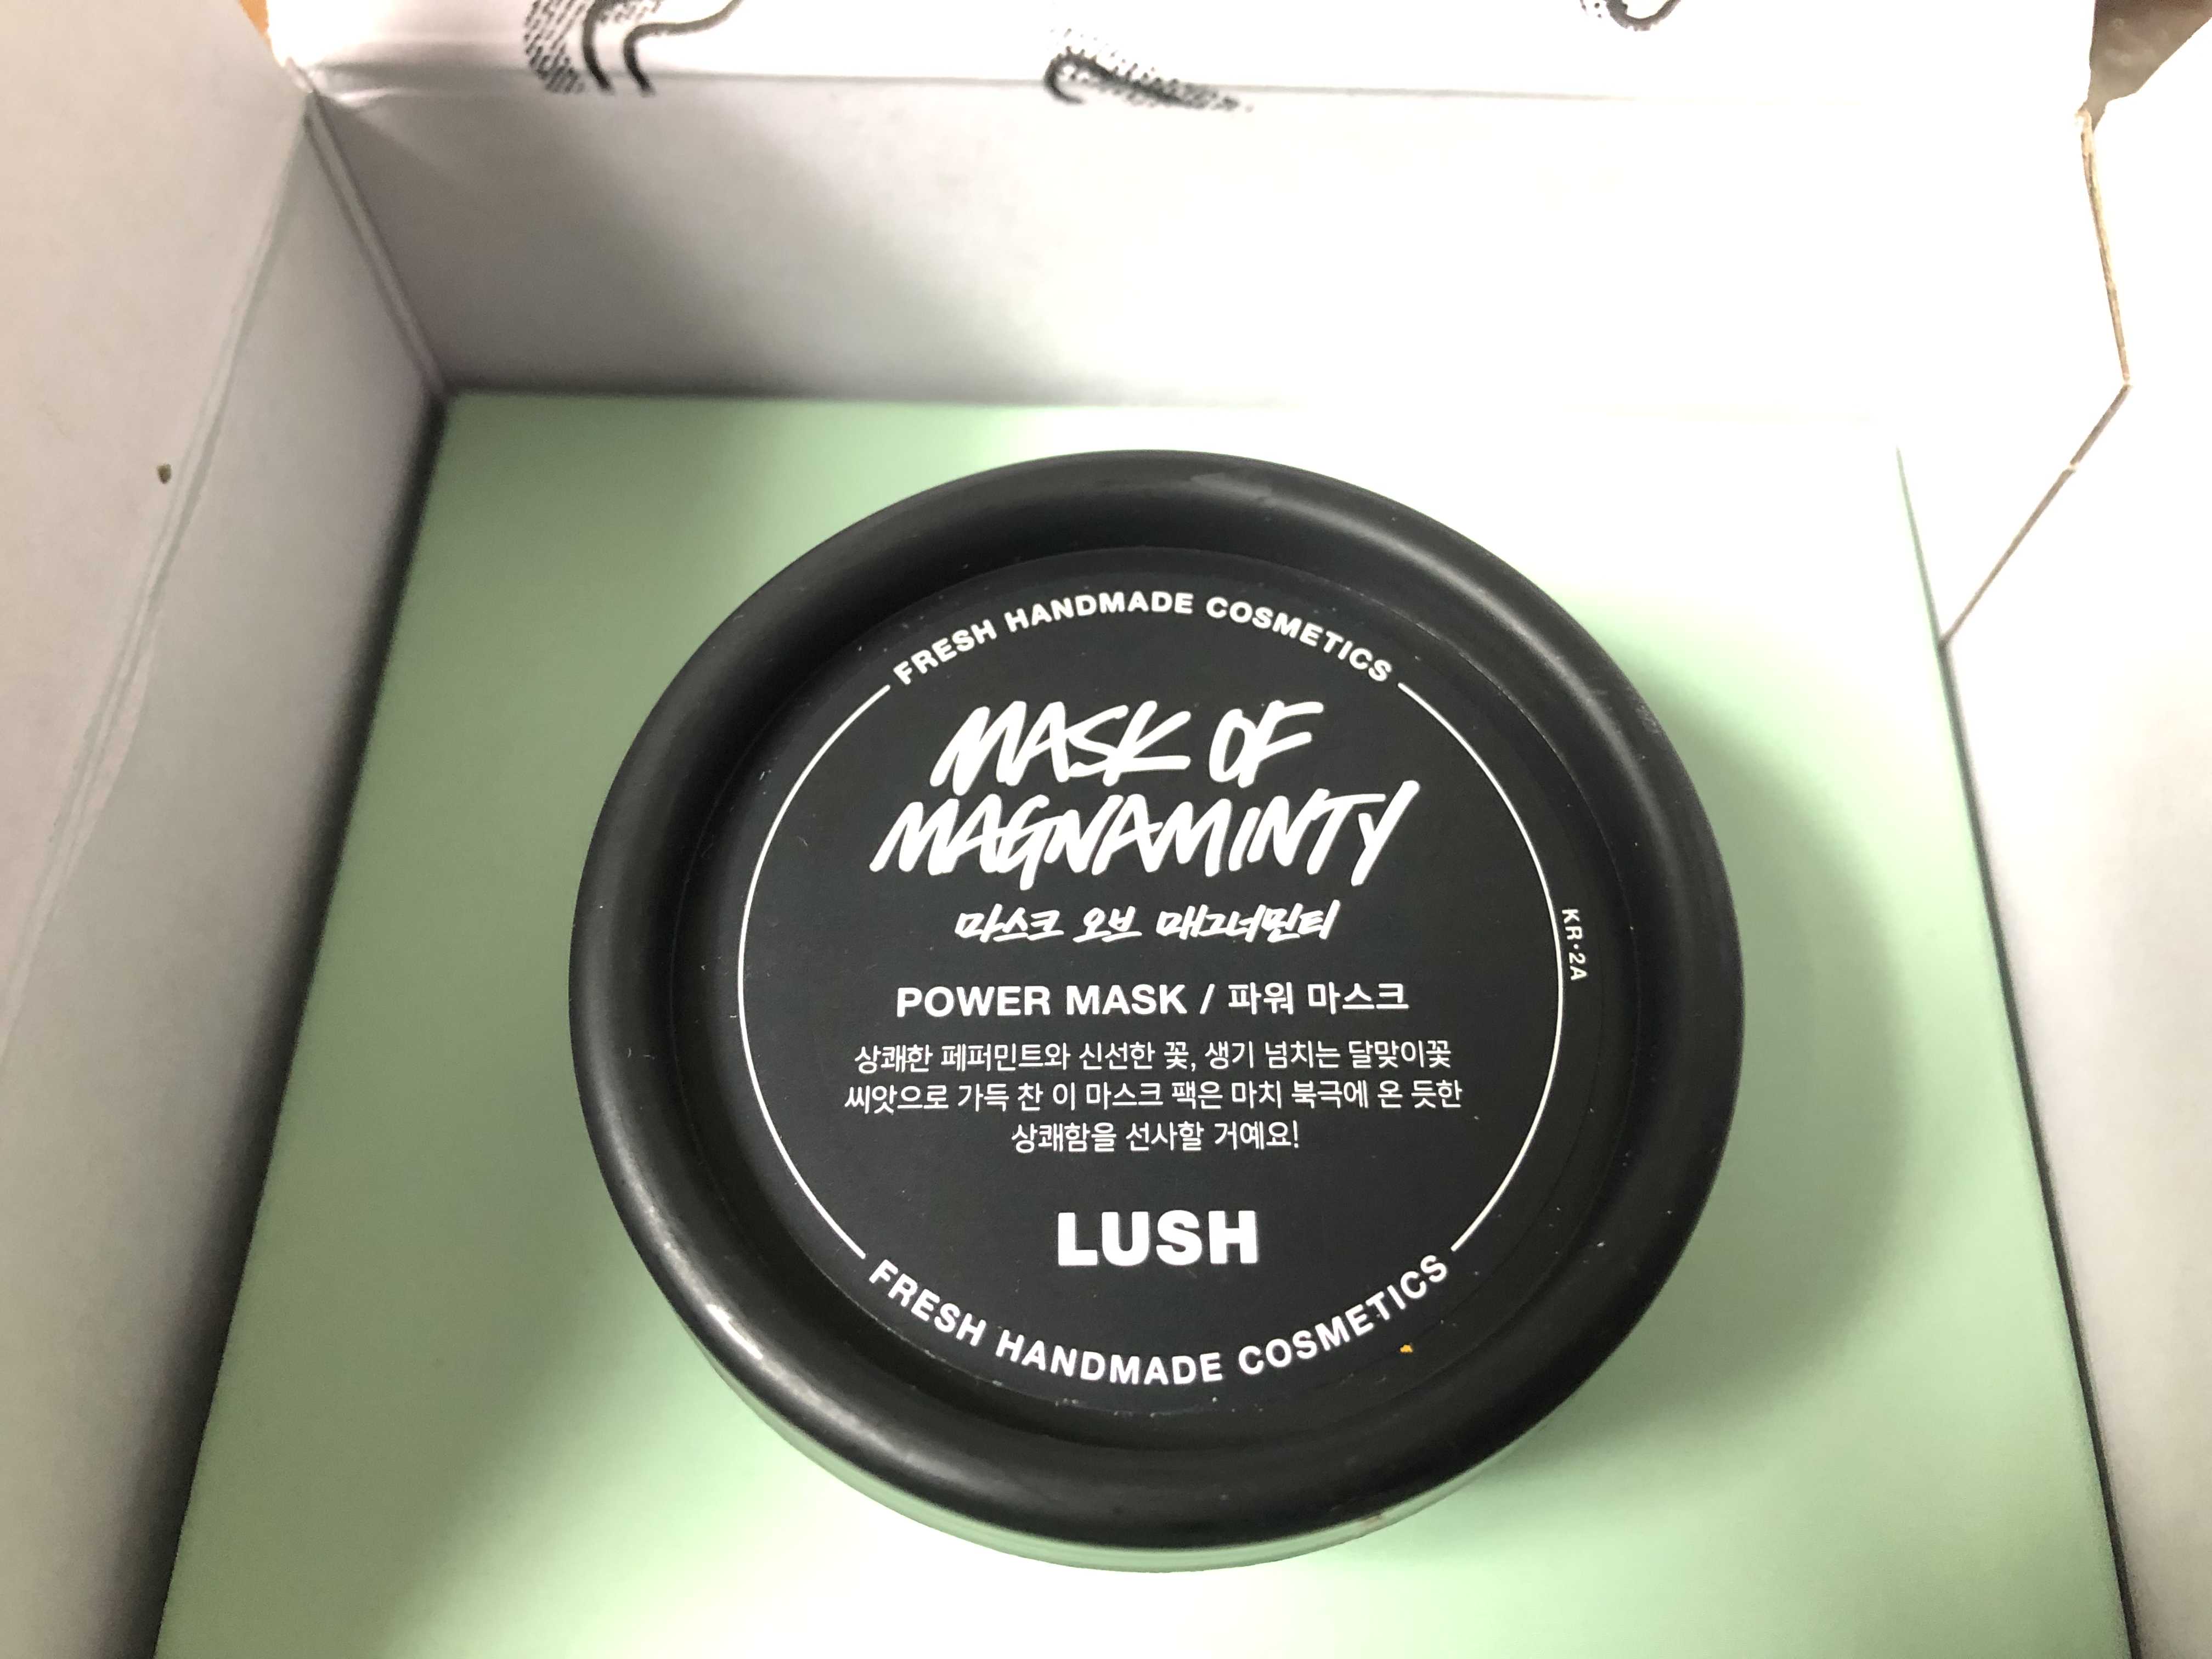 FRESH HANDMADE COSMETICS
MASK OF
MAGNAMINTY
마스크 오브 매그너민티
POWER MASK / 파워 마스크
상쾌한 페퍼민트와 신선한 꽃, 생기 넘치는 달맞이꽃
씨앗으로 가득 찬 이 마스크 팩은 마치 북극에 온 듯한
상쾌함을 선사할 거예요!
KR·2A
LUSH
FRESH HANDMADE COSMETICS